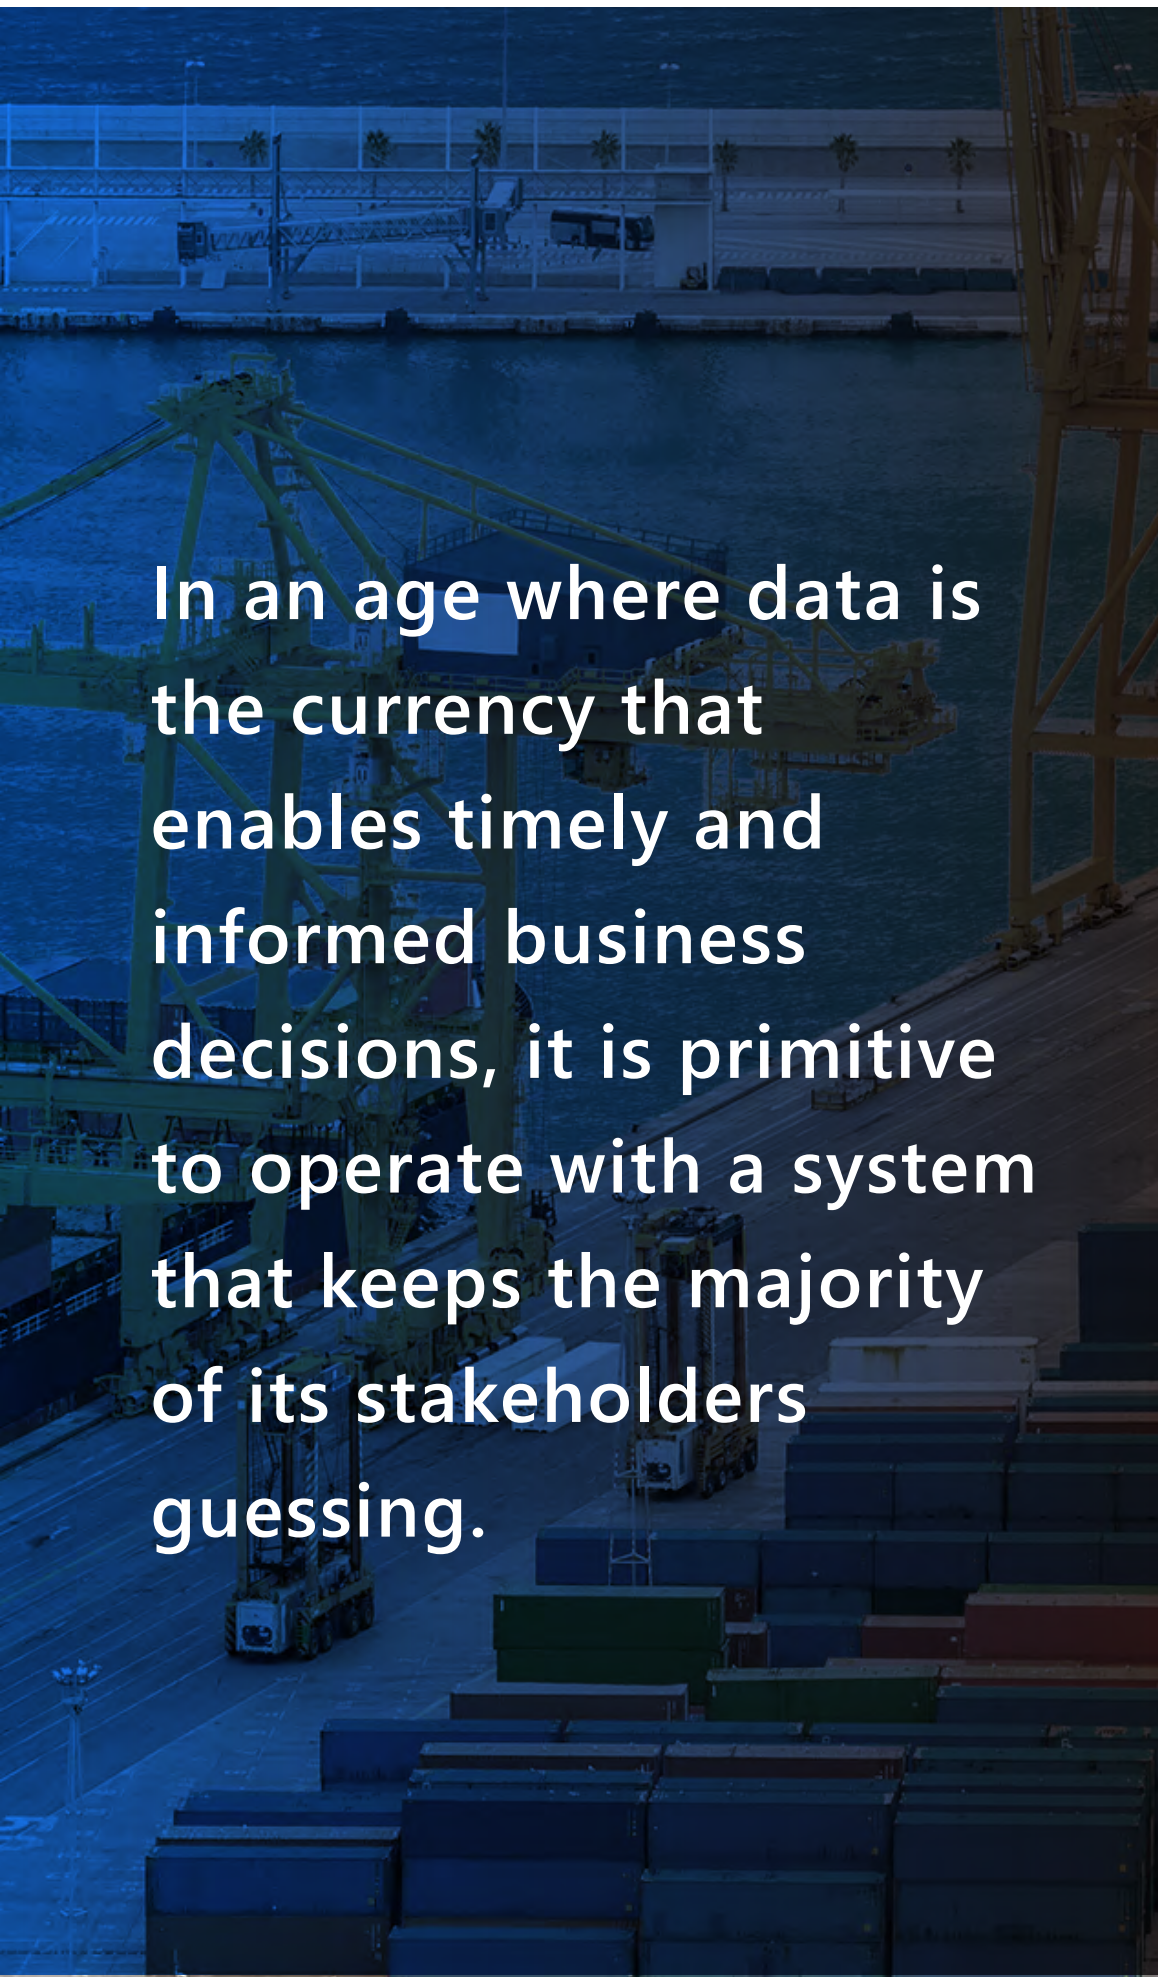 In an age where data is
the currency that
enables timely and
informed business
decisions, it is primitive
to operate with a system
that keeps the majority
of its stakeholders
guessing.